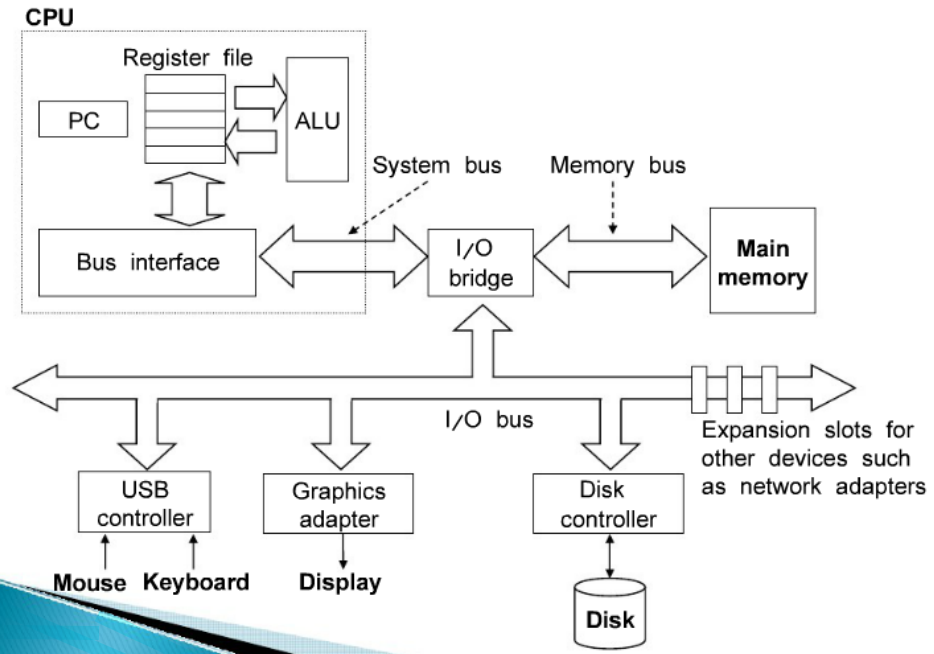 CPU
Register file
PC
ALU
System bus
Memory bus
Bus interface
I/O
bridge
Main
memory
I/O bus
Expansion slots for
other devices such
as network adapters
USB
controller
Graphics
adapter
Disk
controller
Mouse
Keyboard
Display
Disk